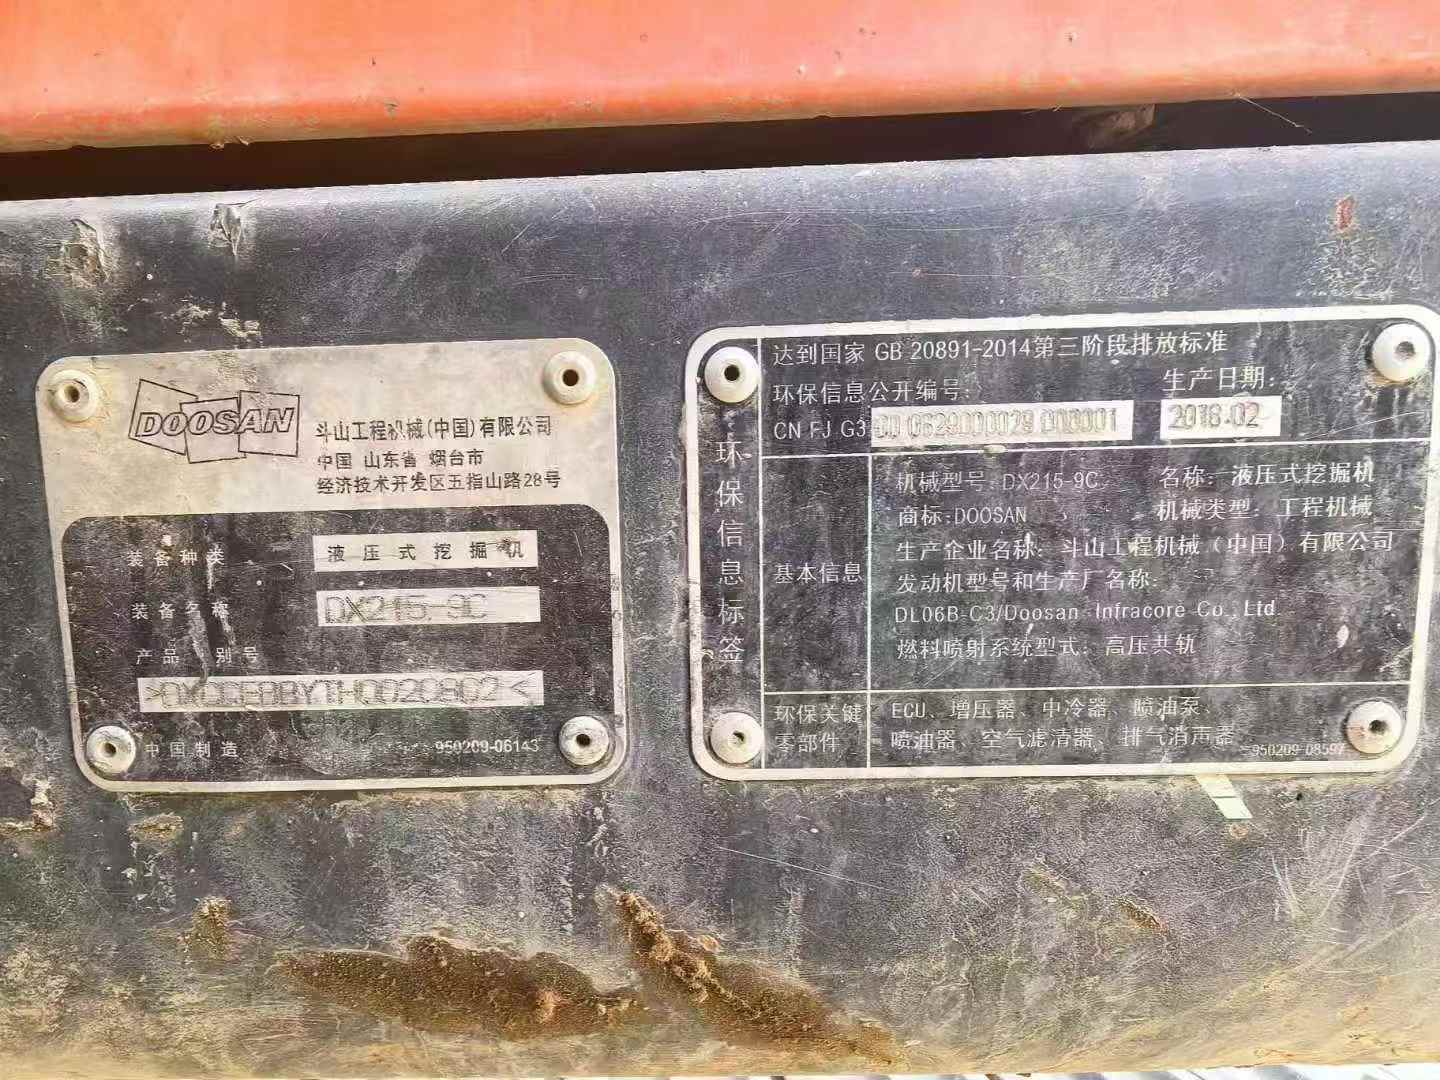 DOOSAN
斗山工程机械(中国)有限公司
中国 山东省 烟台市
经济技术开发区五指山路28号
装备种类 液压式挖掘机
装备名称 DX215-9C
产品 别号
中国制造 950209-06143
环保信息标签
达到国家 GB 20891-2014第三阶段排放标准
环保信息公开编号:
生产日期:
CN FJ G3
2018.02
基本信息
机械型号: DX215-9C 名称: 液压式挖掘机
商标:DOOSAN 机械类型: 工程机械
生产企业名称: 斗山工程机械(中国)有限公司
发动机型号和生产厂名称:
DL06B-C3/Doosan Infracore Co., Ltd.
燃料喷射系统型式: 高压共轨
环保关键零部件
ECU、增压器、中冷器、喷油泵、
喷油器、空气滤清器、排气消声器 950209-08597